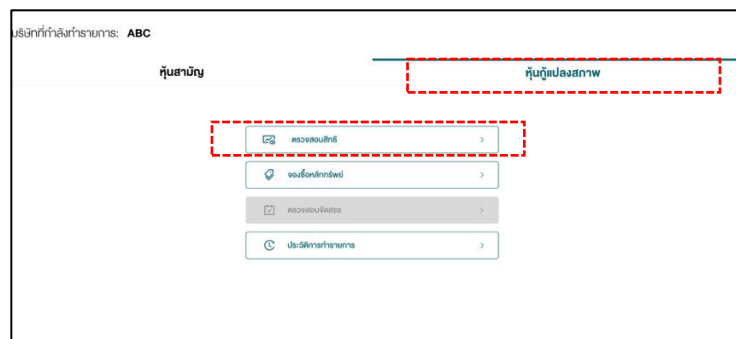 บริษัทที่กำลังทำรายการ: ABC
หุ้นสามัญ
หุ้นกู้แปลงสภาพ
ตรวจสอบสิทธิ
จองซื้อหลักทรัพย์
ตรวจสอบจัดสรร
ประวัติการทำรายการ